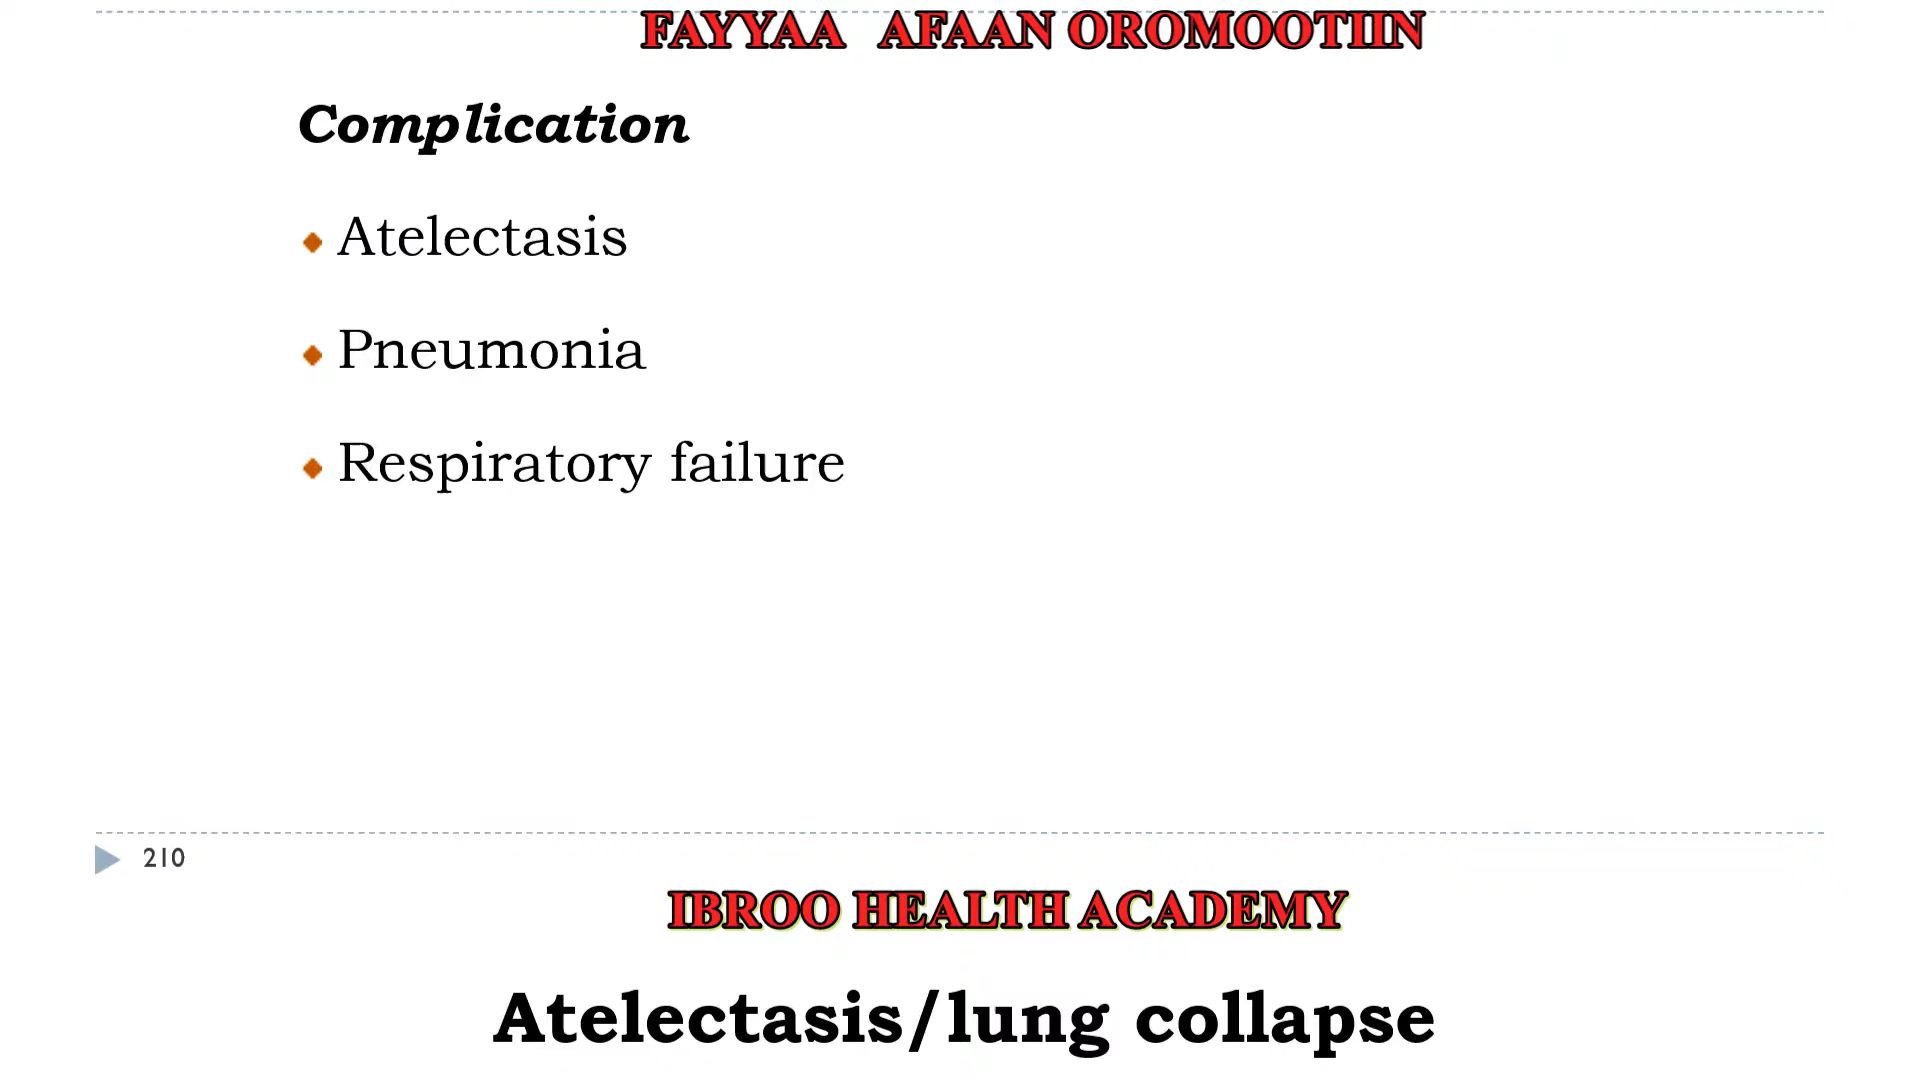 FAYYAA AFAAN OROMOOTIIN
Complication
Atelectasis
Pneumonia
Respiratory failure
210
IBROO HEALTH ACADEMY
Atelectasis/lung collapse